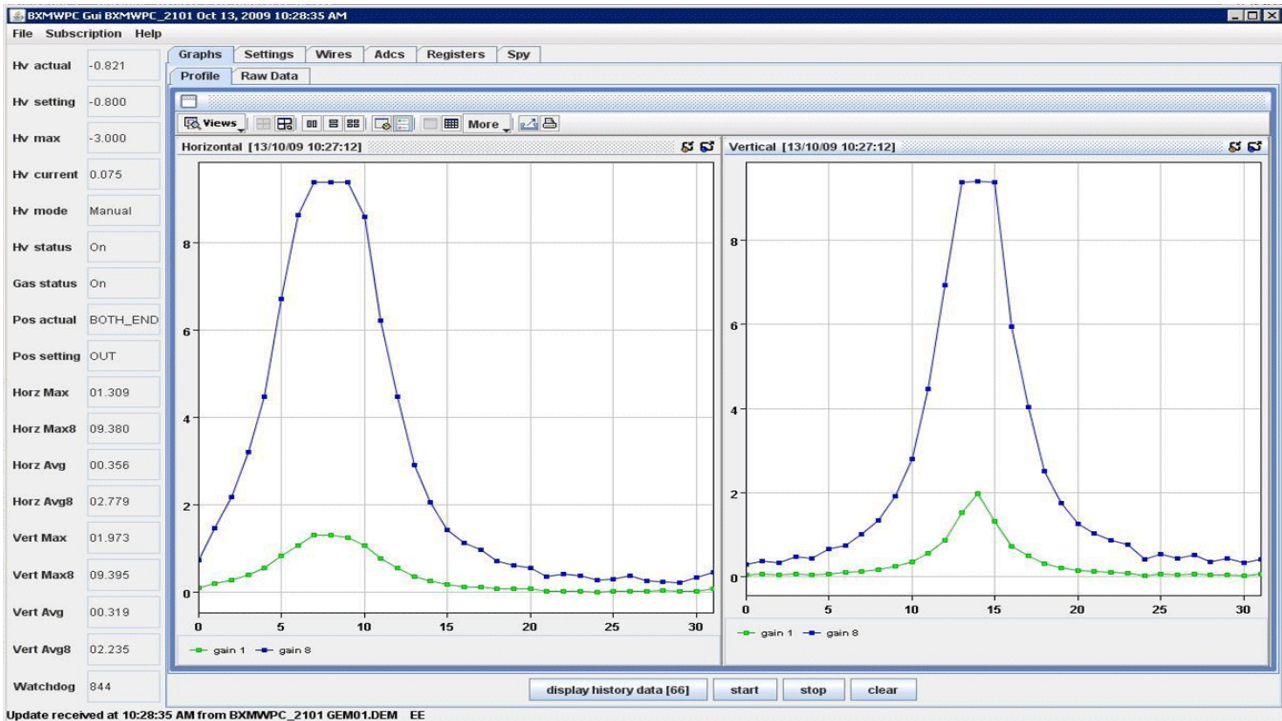 BXMWPC Gui BXMWPC_2101 Oct 13, 2009 10:28:35 AM
File Subscription Help
Hv actual -0.821
Hv setting -0.800
Hv max -3.000
Hv current 0.075
Hv mode Manual
Hv status On
Gas status On
Pos actual BOTH_END
Pos setting OUT
Horz Max 01.309
Horz Max8 09.380
Horz Avg 00.356
Horz Avg8 02.779
Vert Max 01.973
Vert Max8 09.395
Vert Avg 00.319
Vert Avg8 02.235
Watchdog 844
Graphs Settings Wires Adcs Registers Spy
Profile Raw Data
Views More
Horizontal [13/10/09 10:27:12]
8
6
4
2
0
0 5 10 15 20 25 30
gain 1 gain 8
Vertical [13/10/09 10:27:12]
8
6
4
2
0
0 5 10 15 20 25 30
gain 1 gain 8
display history data [66] start stop clear
Update received at 10:28:35 AM from BXMWPC_2101 GEM01.DEM EE